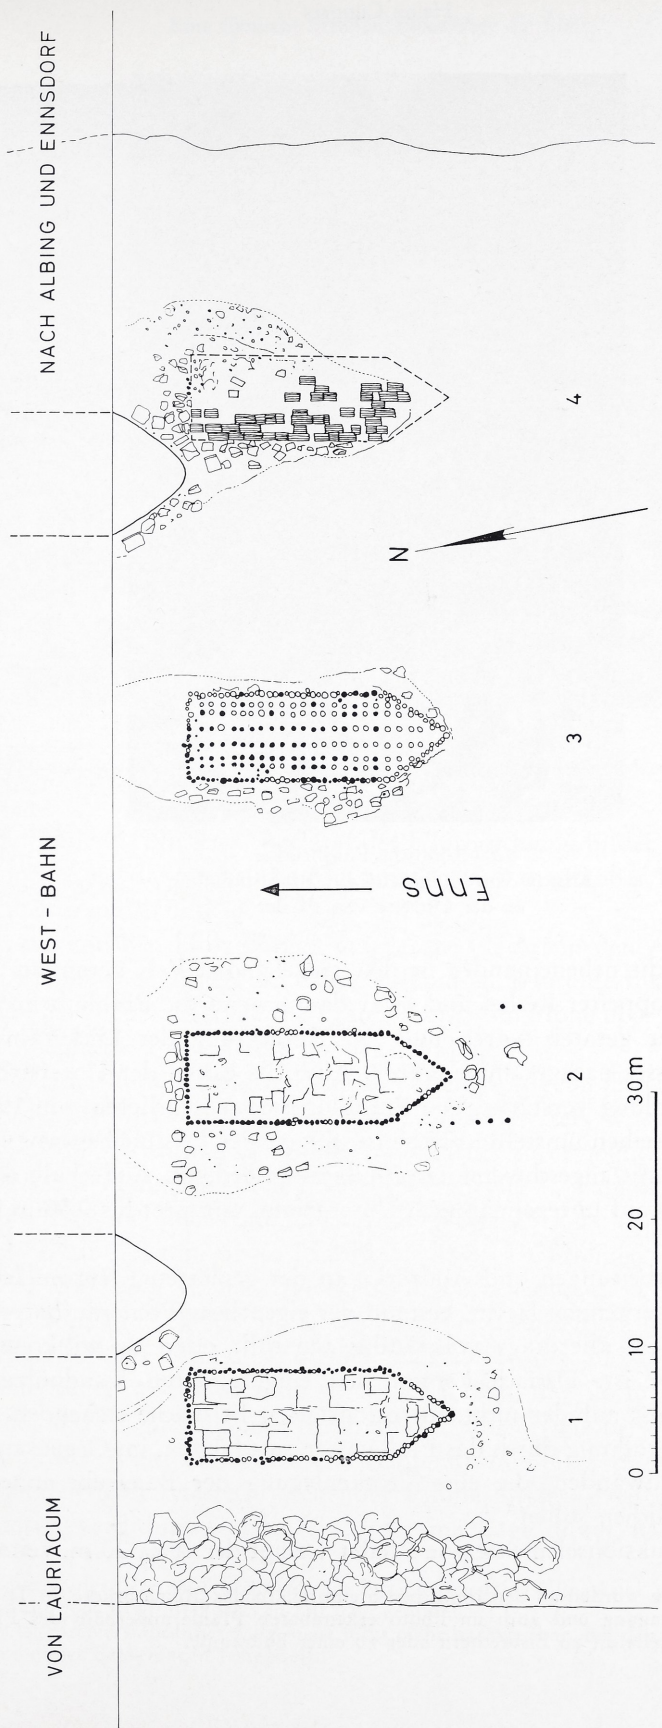 VON LAURIACUM
WEST - BAHN
NACH ALBING UND ENNSDORF
Enns
N
1
2
3
4
0
10
20
30 m